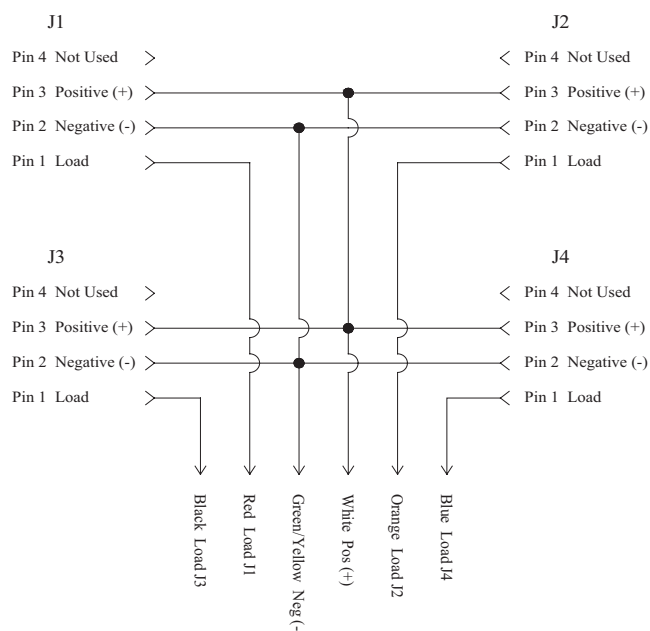 J1
Pin 4 Not Used
Pin 3 Positive (+)
Pin 2 Negative (-)
Pin 1 Load
J2
Pin 4 Not Used
Pin 3 Positive (+)
Pin 2 Negative (-)
Pin 1 Load
J3
Pin 4 Not Used
Pin 3 Positive (+)
Pin 2 Negative (-)
Pin 1 Load
J4
Pin 4 Not Used
Pin 3 Positive (+)
Pin 2 Negative (-)
Pin 1 Load
Black Load J3
Red Load J1
Green/Yellow Neg (-
White Pos (+)
Orange Load J2
Blue Load J4